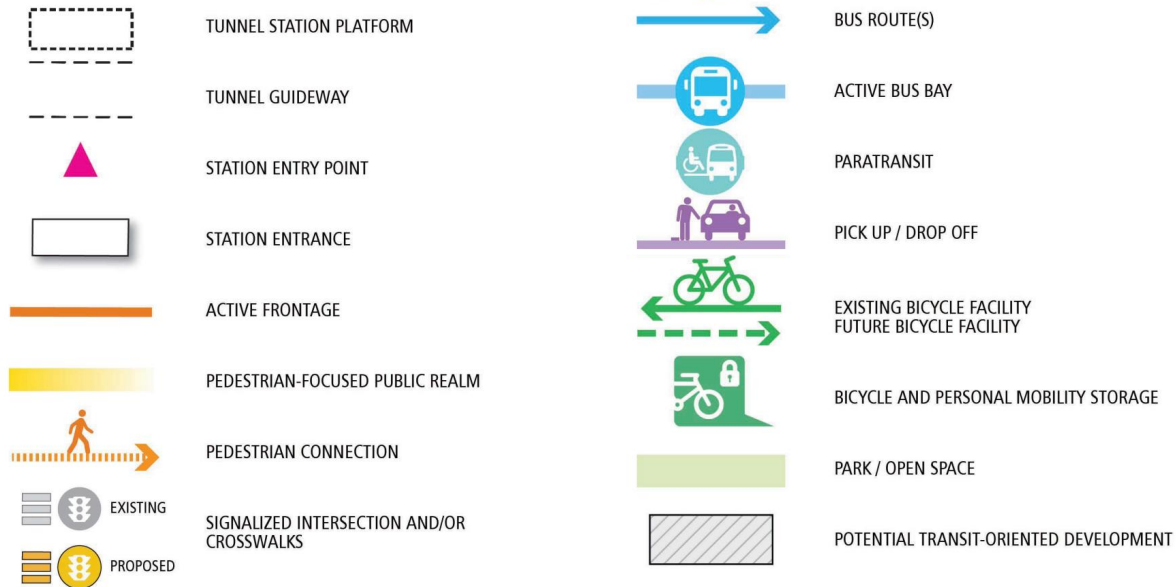 TUNNEL STATION PLATFORM
TUNNEL GUIDEWAY
STATION ENTRY POINT
STATION ENTRANCE
ACTIVE FRONTAGE
PEDESTRIAN-FOCUSED PUBLIC REALM
PEDESTRIAN CONNECTION
EXISTING
SIGNALIZED INTERSECTION AND/OR
CROSSWALKS
PROPOSED
BUS ROUTE(S)
ACTIVE BUS BAY
PARATRANSIT
PICK UP / DROP OFF
EXISTING BICYCLE FACILITY
FUTURE BICYCLE FACILITY
BICYCLE AND PERSONAL MOBILITY STORAGE
PARK / OPEN SPACE
POTENTIAL TRANSIT-ORIENTED DEVELOPMENT